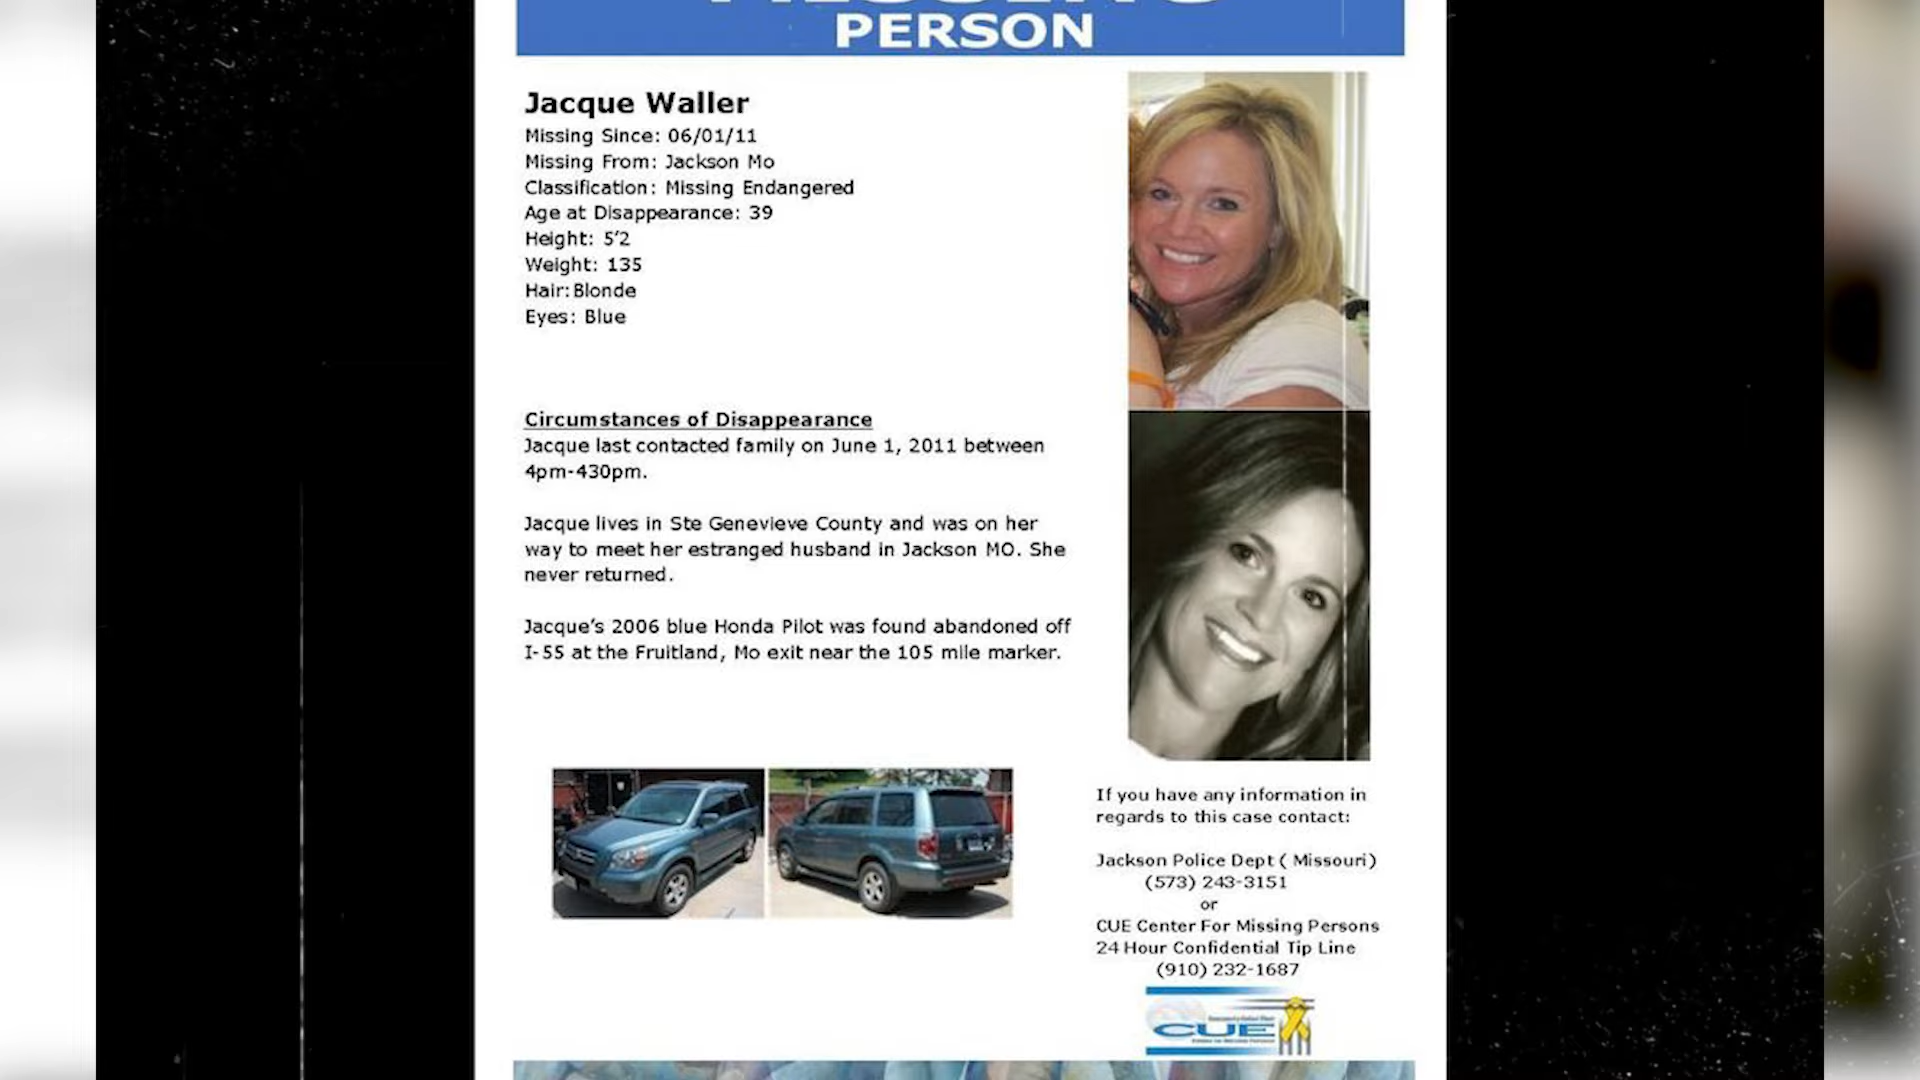 MISSING
PERSON
Jacque Waller
Missing Since: 06/01/11
Missing From: Jackson Mo
Classification: Missing Endangered
Age at Disappearance: 39
Height: 5'2
Weight: 135
Hair: Blonde
Eyes: Blue
Circumstances of Disappearance
Jacque last contacted family on June 1, 2011 between
4pm-430pm.
Jacque lives in Ste Genevieve County and was on her
way to meet her estranged husband in Jackson MO. She
never returned.
Jacque’s 2006 blue Honda Pilot was found abandoned off
I-55 at the Fruitland, Mo exit near the 105 mile marker.
If you have any information in
regards to this case contact:
Jackson Police Dept ( Missouri)
(573) 243-3151
or
CUE Center For Missing Persons
24 Hour Confidential Tip Line
(910) 232-1687
CUE